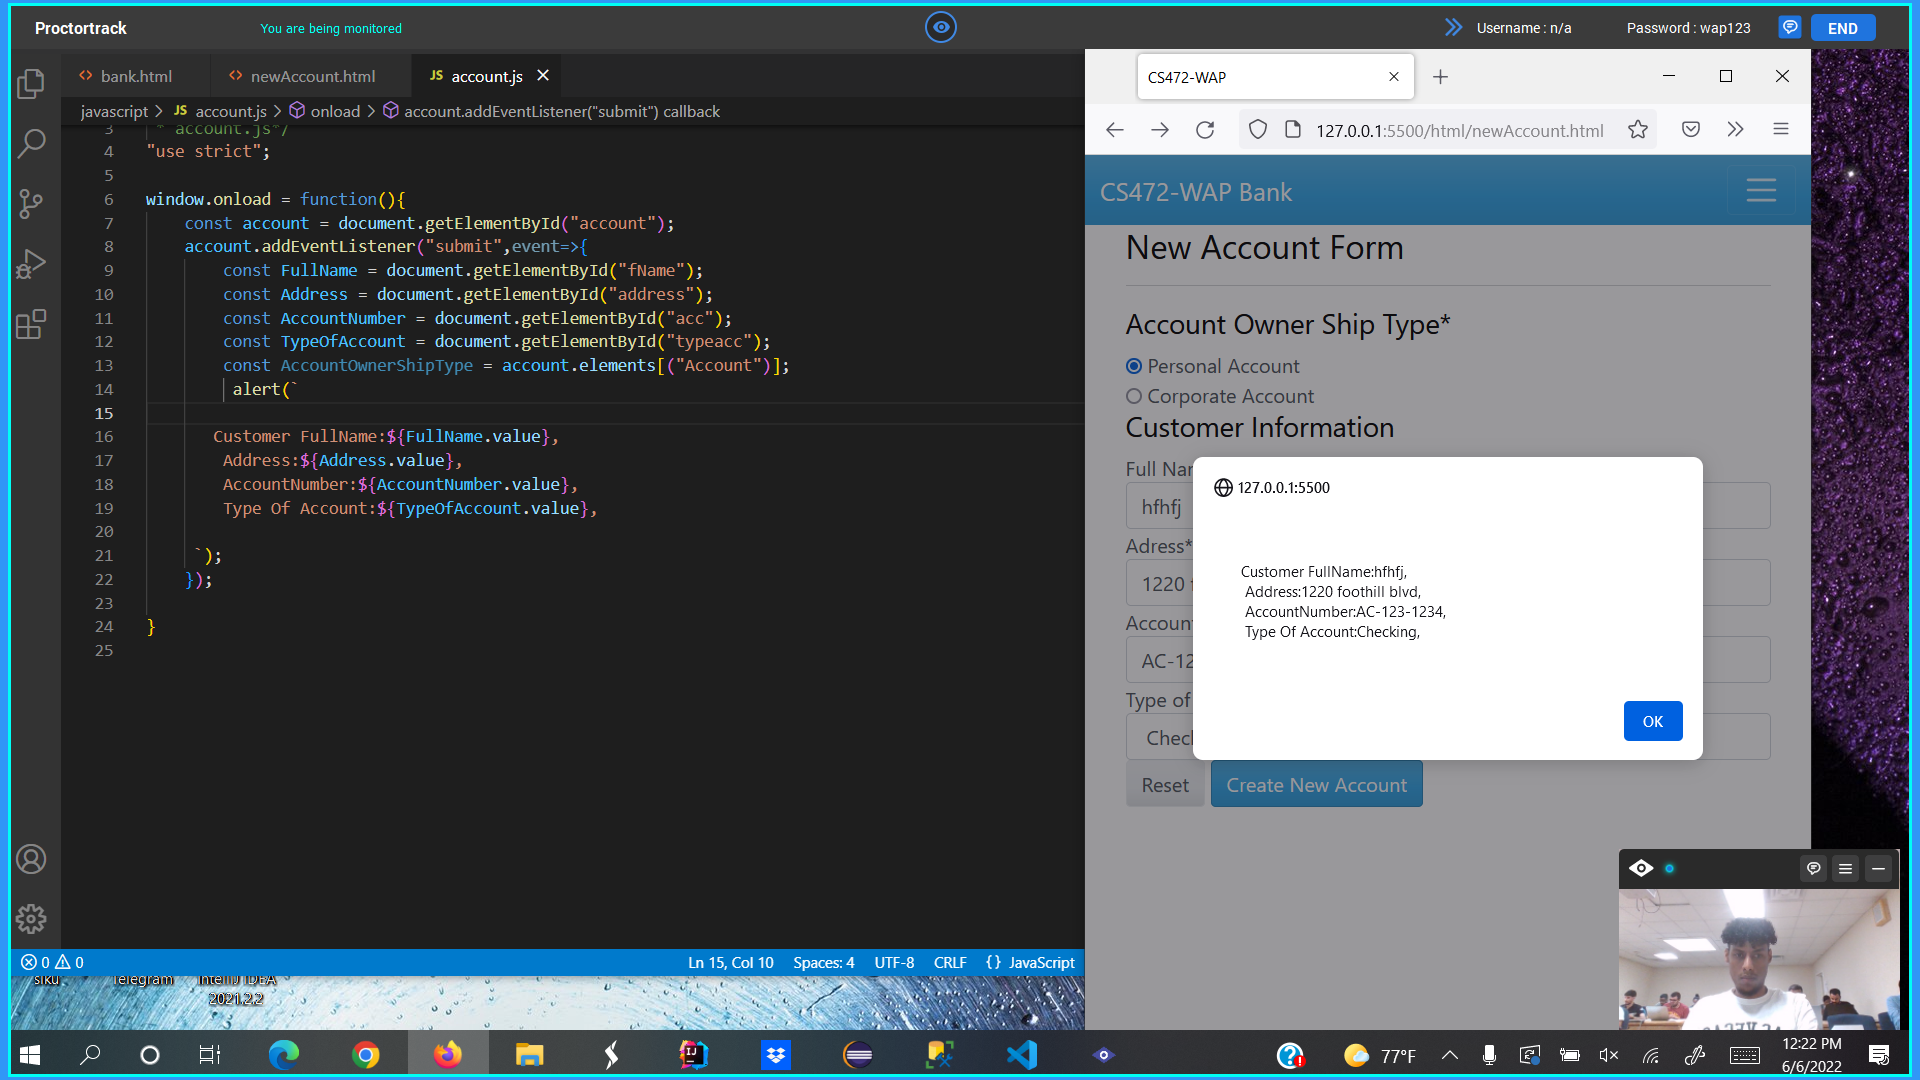 Proctortrack
You are being monitored
Username : n/a
Password : wap123
END
bank.html
newAccount.html
JS account.js
javascript > JS account.js > onload > account.addEventListener("submit") callback
3 * account.js*/
4 "use strict";
5
6 window.onload = function(){
7 const account = document.getElementById("account");
8 account.addEventListener("submit",event=>{
9 const FullName = document.getElementById("fName");
10 const Address = document.getElementById("address");
11 const AccountNumber = document.getElementById("acc");
12 const TypeOfAccount = document.getElementById("typeacc");
13 const AccountOwnerShipType = account.elements[("Account")];
14 alert(`
15
16 Customer FullName:${FullName.value},
17 Address:${Address.value},
18 AccountNumber:${AccountNumber.value},
19 Type Of Account:${TypeOfAccount.value},
20
21 `);
22 });
23
24 }
25
0 0
Ln 15, Col 10
Spaces: 4
UTF-8
CRLF
{} JavaScript
siku
Telegram
IntelliJ IDEA
2021.2.2
CS472-WAP
127.0.0.1:5500/html/newAccount.html
CS472-WAP Bank
New Account Form
Account Owner Ship Type*
Personal Account
Corporate Account
Customer Information
Full Nar
hfhfj
Adress*
1220
Account
AC-12
Type of
Chec
Reset
Create New Account
127.0.0.1:5500
Customer FullName:hfhfj,
Address:1220 foothill blvd,
AccountNumber:AC-123-1234,
Type Of Account:Checking,
OK
77°F
12:22 PM
6/6/2022